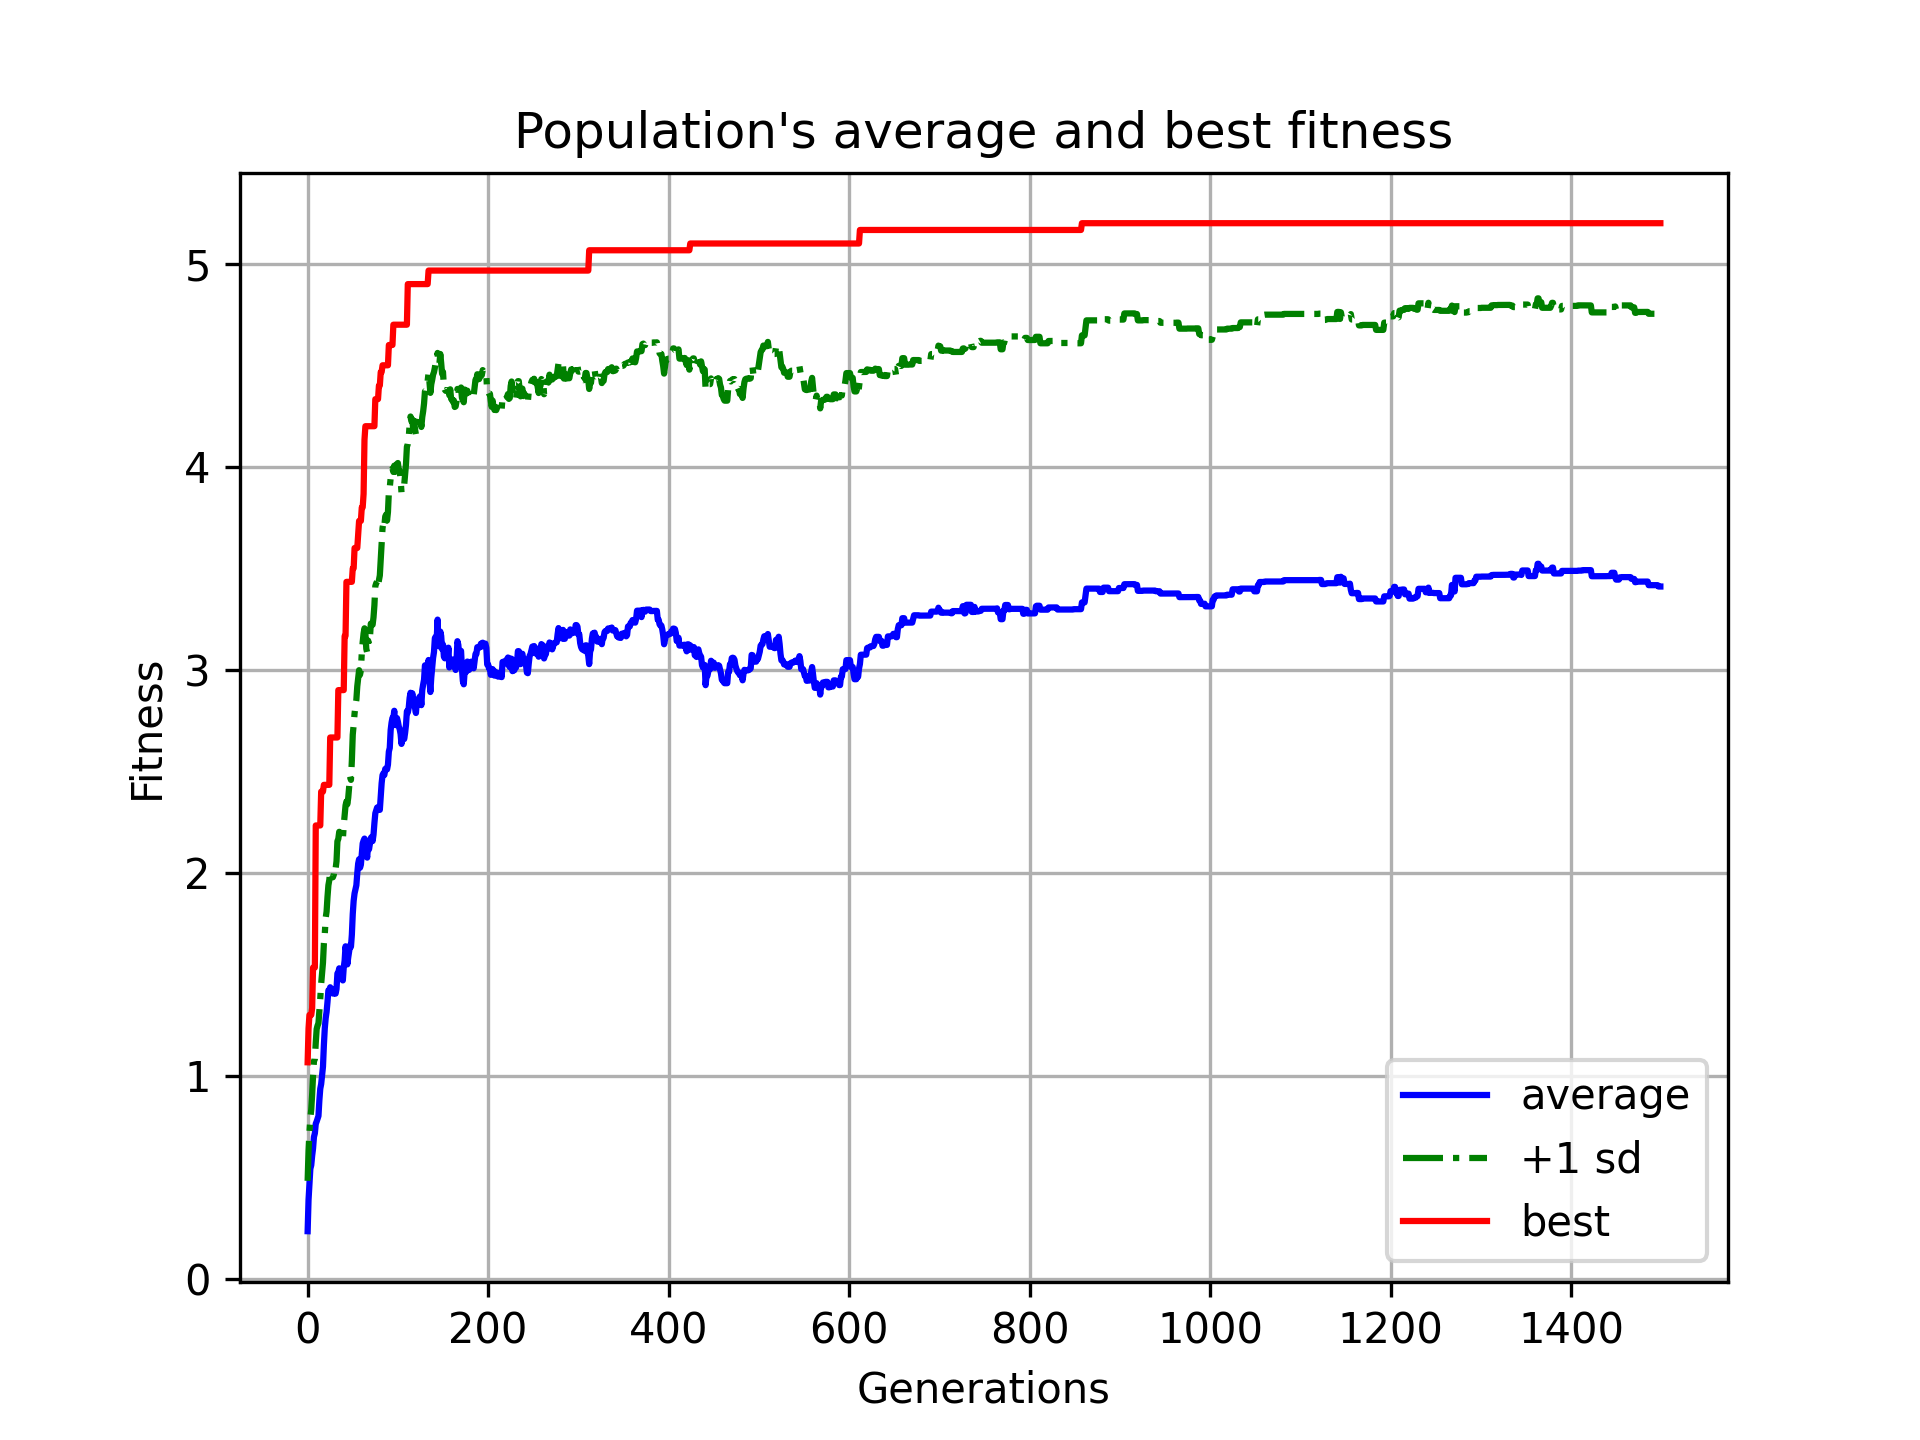 Population's average and best fitness
Fitness
5
4
3
2
1
0
0 200 400 600 800 1000 1200 1400
Generations
average
+1 sd
best